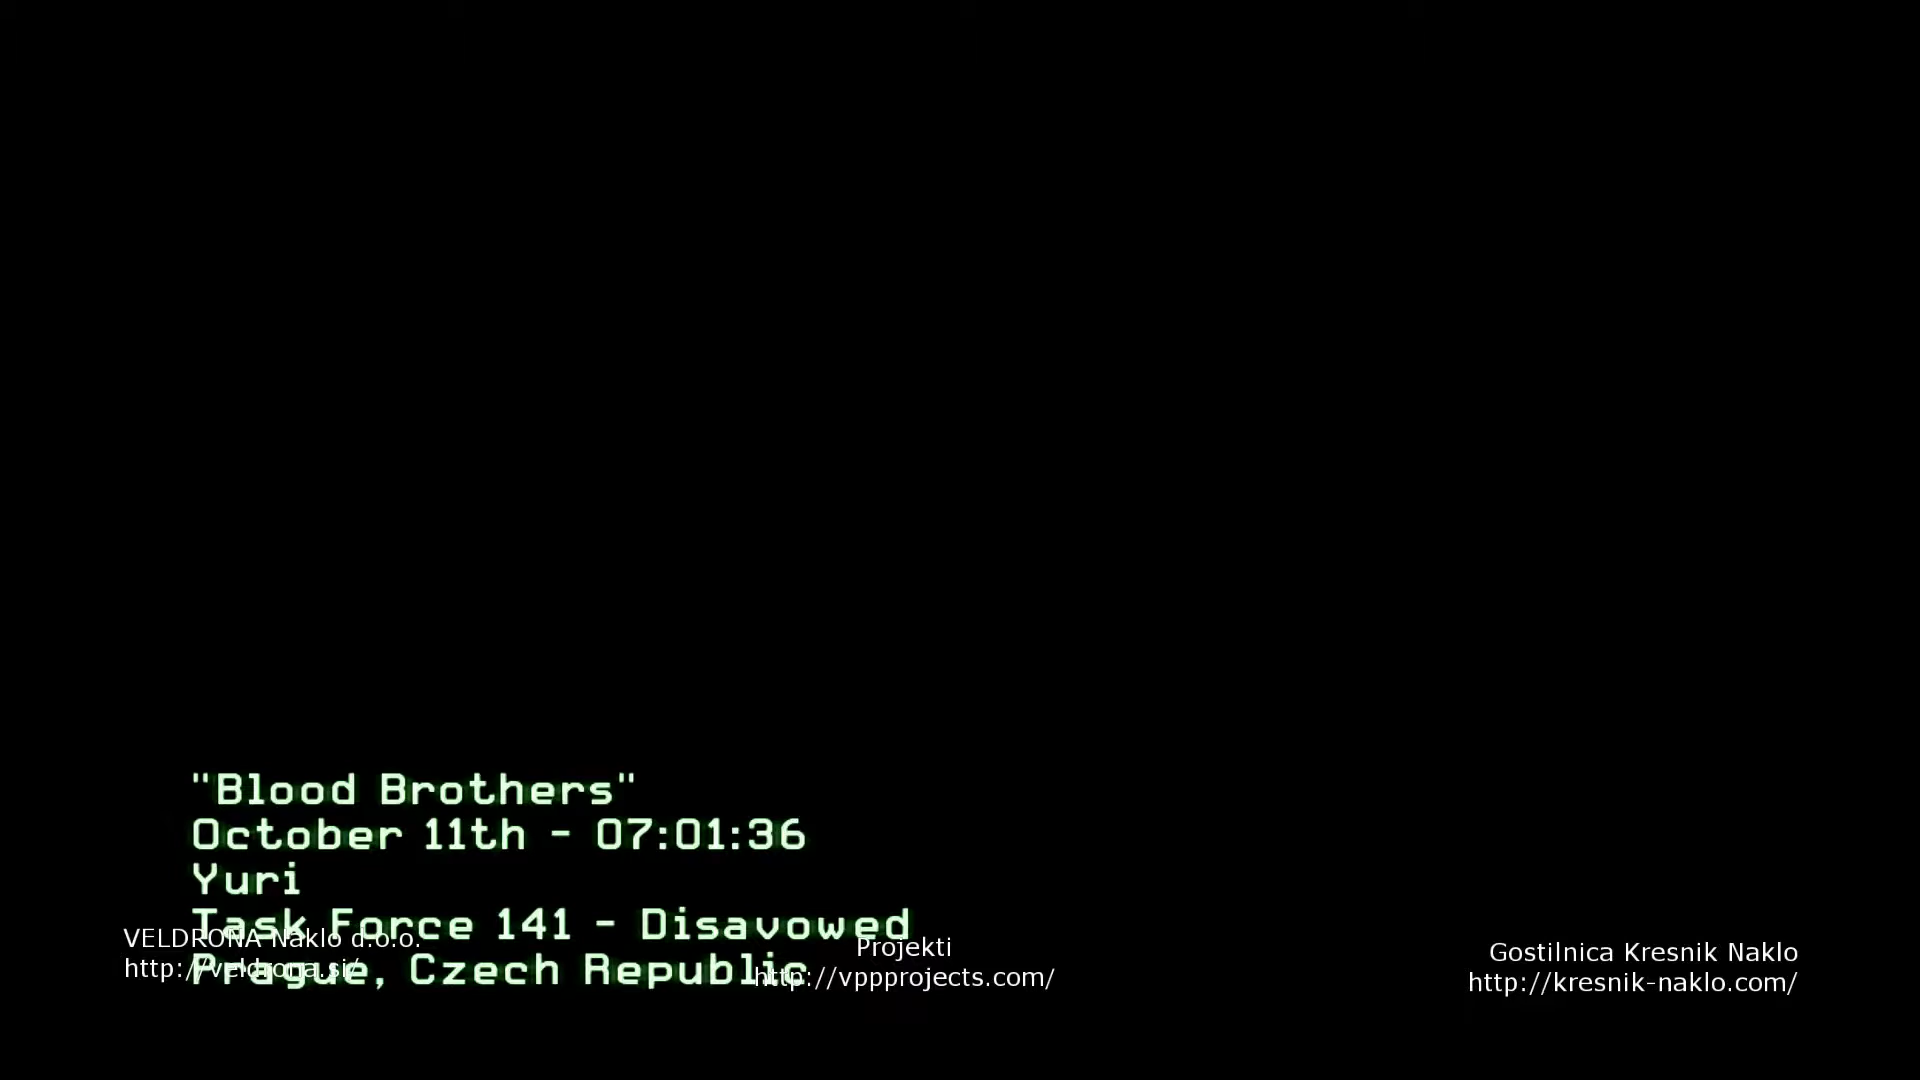 "Blood Brothers"
October 11th - 07:01:36
Yuri
Task Force 141 - Disavowed
Prague, Czech Republic
VELDRONA Naklo d.o.o.
http://veldrona.si/
Projekti
http://vppprojects.com/
Gostilnica Kresnik Naklo
http://kresnik-naklo.com/